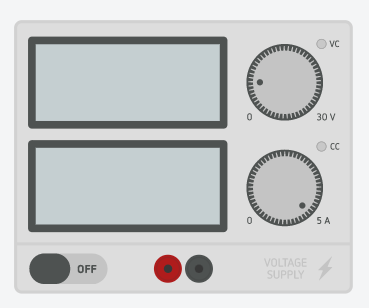 VC
0 30 V
CC
0 5 A
OFF
VOLTAGE
SUPPLY